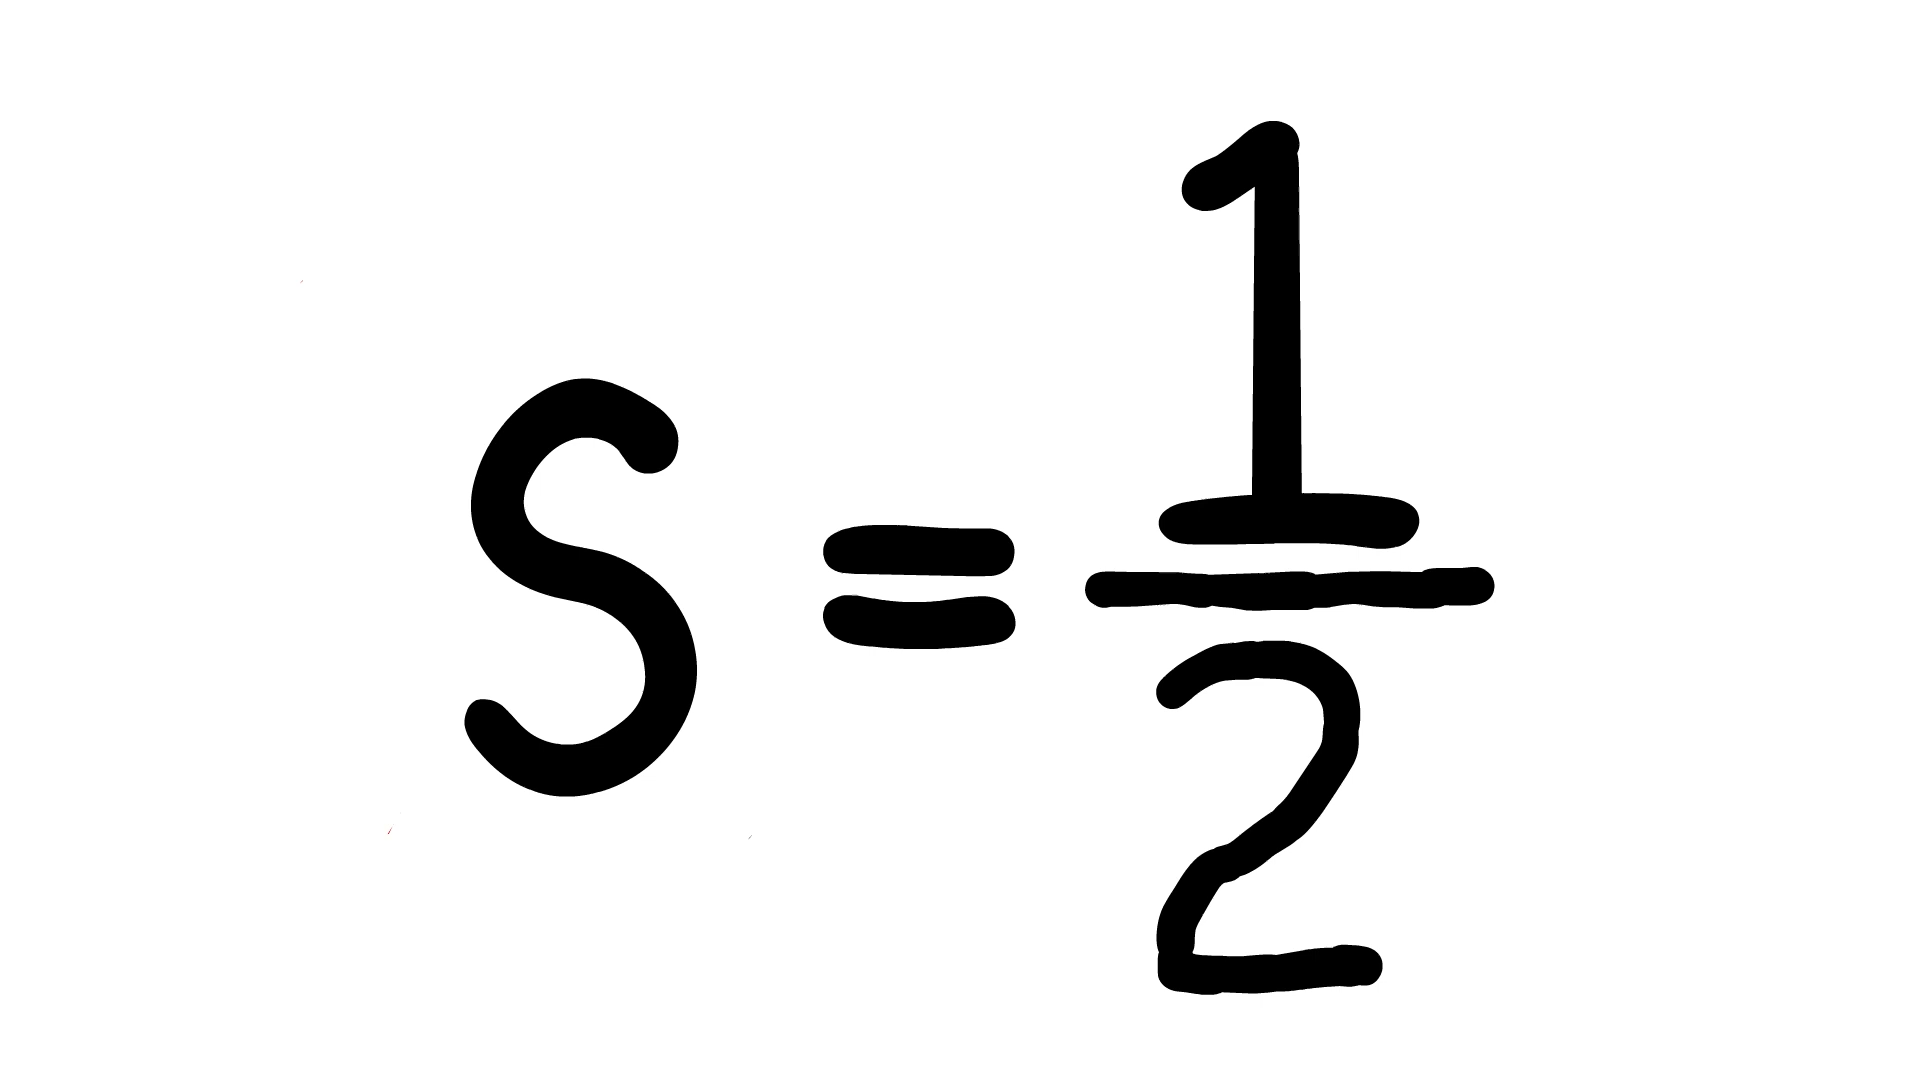 S = 1/2